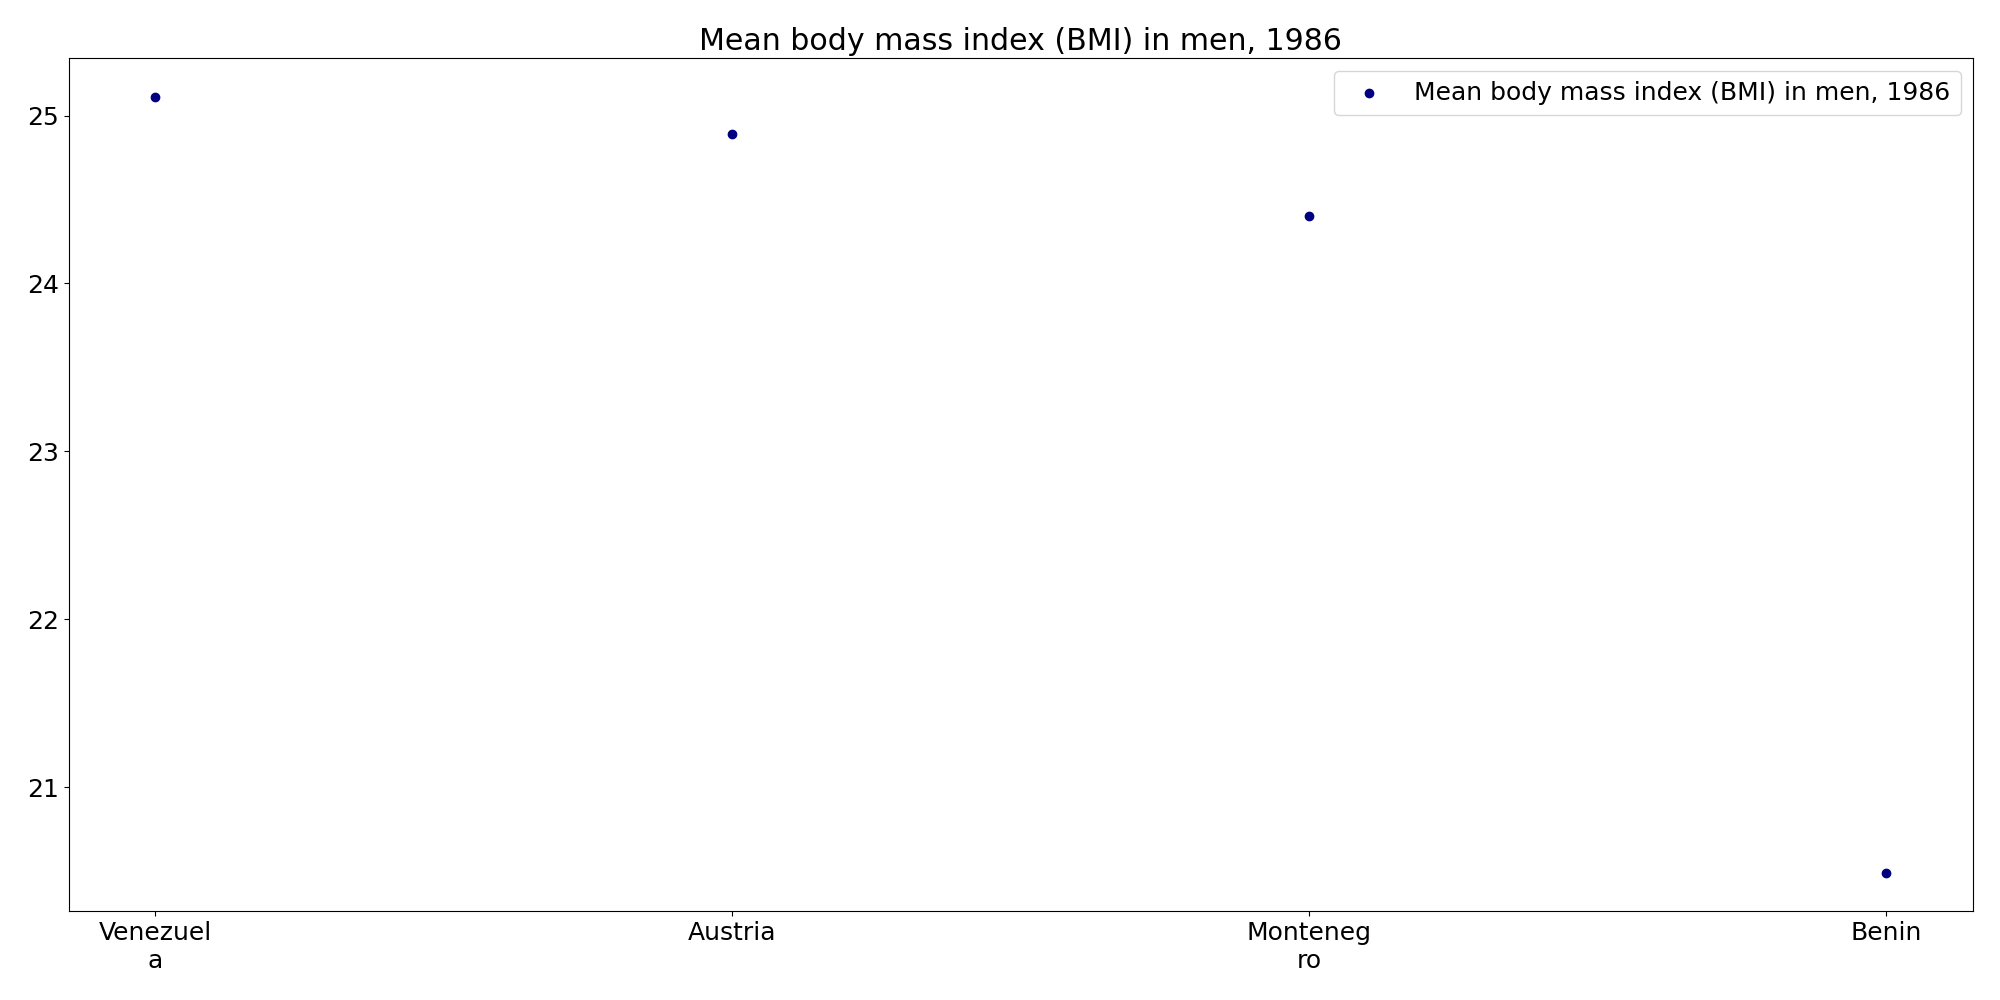 Mean body mass index (BMI) in men, 1986
Mean body mass index (BMI) in men, 1986
25
24
23
22
21
Venezuel
a
Austria
Monteneg
ro
Benin